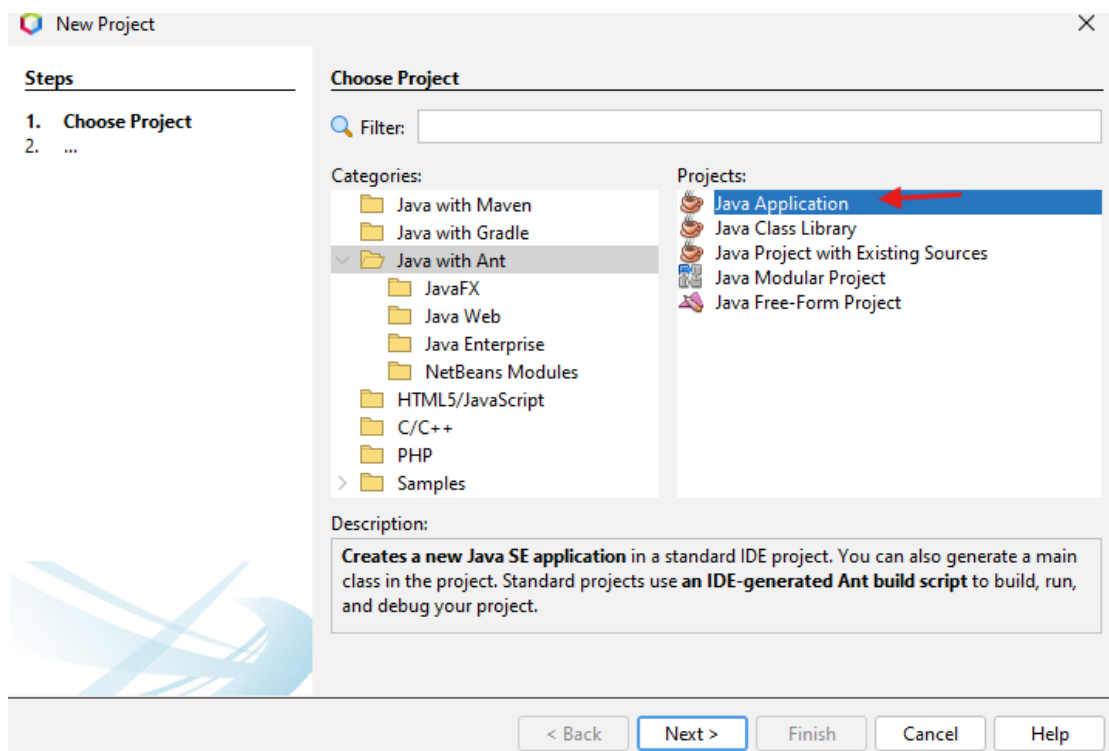 New Project
Steps
1. Choose Project
2. ...
Choose Project
Filter:
Categories:
Java with Maven
Java with Gradle
Java with Ant
JavaFX
Java Web
Java Enterprise
NetBeans Modules
HTML5/JavaScript
C/C++
PHP
Samples
Projects:
Java Application
Java Class Library
Java Project with Existing Sources
Java Modular Project
Java Free-Form Project
Description:
Creates a new Java SE application in a standard IDE project. You can also generate a main
class in the project. Standard projects use an IDE-generated Ant build script to build, run,
and debug your project.
< Back
Next >
Finish
Cancel
Help